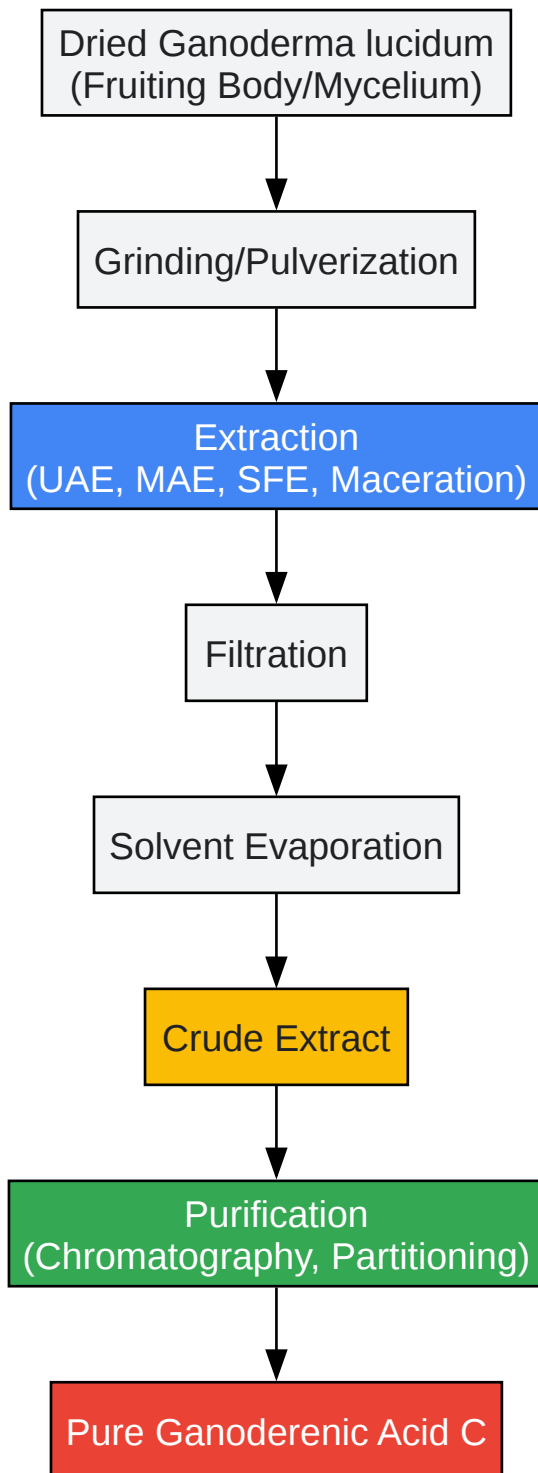 Dried Ganoderma lucidum
(Fruiting Body/Mycelium)
Grinding/Pulverization
Extraction
(UAE, MAE, SFE, Maceration)
Filtration
Solvent Evaporation
Crude Extract
Purification
(Chromatography, Partitioning)
Pure Ganoderenic Acid C